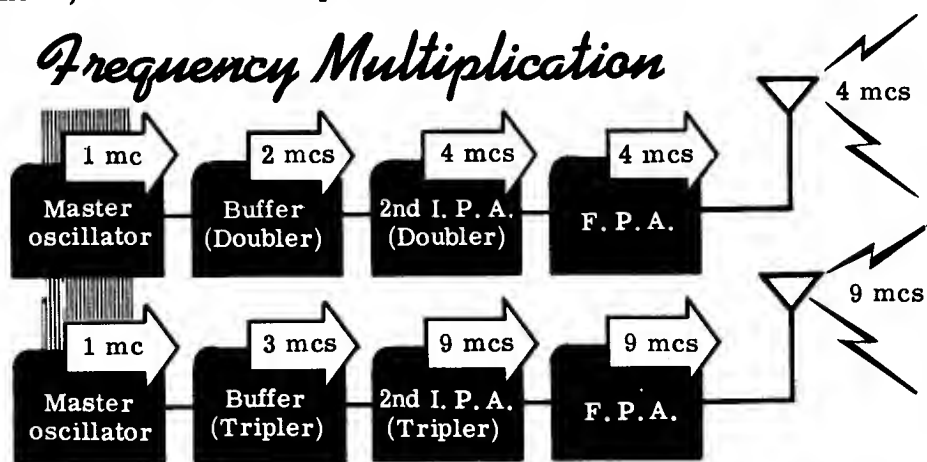 Frequency Multiplication
4 mcs
1 mc
2 mcs
4 mcs
4 mcs
Master
oscillator
Buffer
(Doubler)
2nd I. P. A.
(Doubler)
F. P. A.
9 mcs
1 mc
3 mcs
9 mcs
9 mcs
Master
oscillator
Buffer
(Tripler)
2nd I. P. A.
(Tripler)
F. P. A.